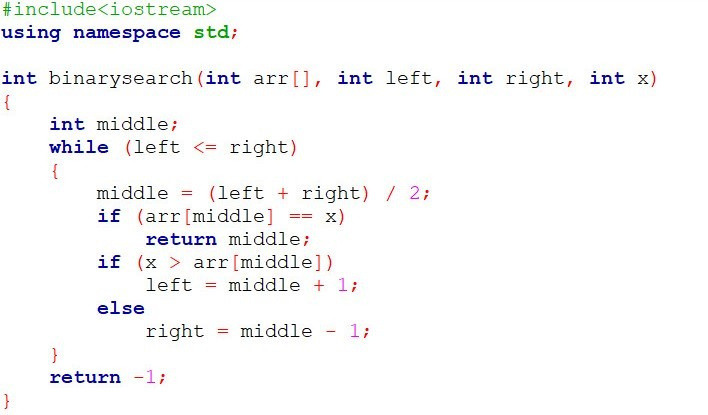 #include<iostream>
using namespace std;

int binarysearch(int arr[], int left, int right, int x)
{
    int middle;
    while (left <= right)
    {
        middle = (left + right) / 2;
        if (arr[middle] == x)
            return middle;
        if (x > arr[middle])
            left = middle + 1;
        else
            right = middle - 1;
    }
    return -1;
}